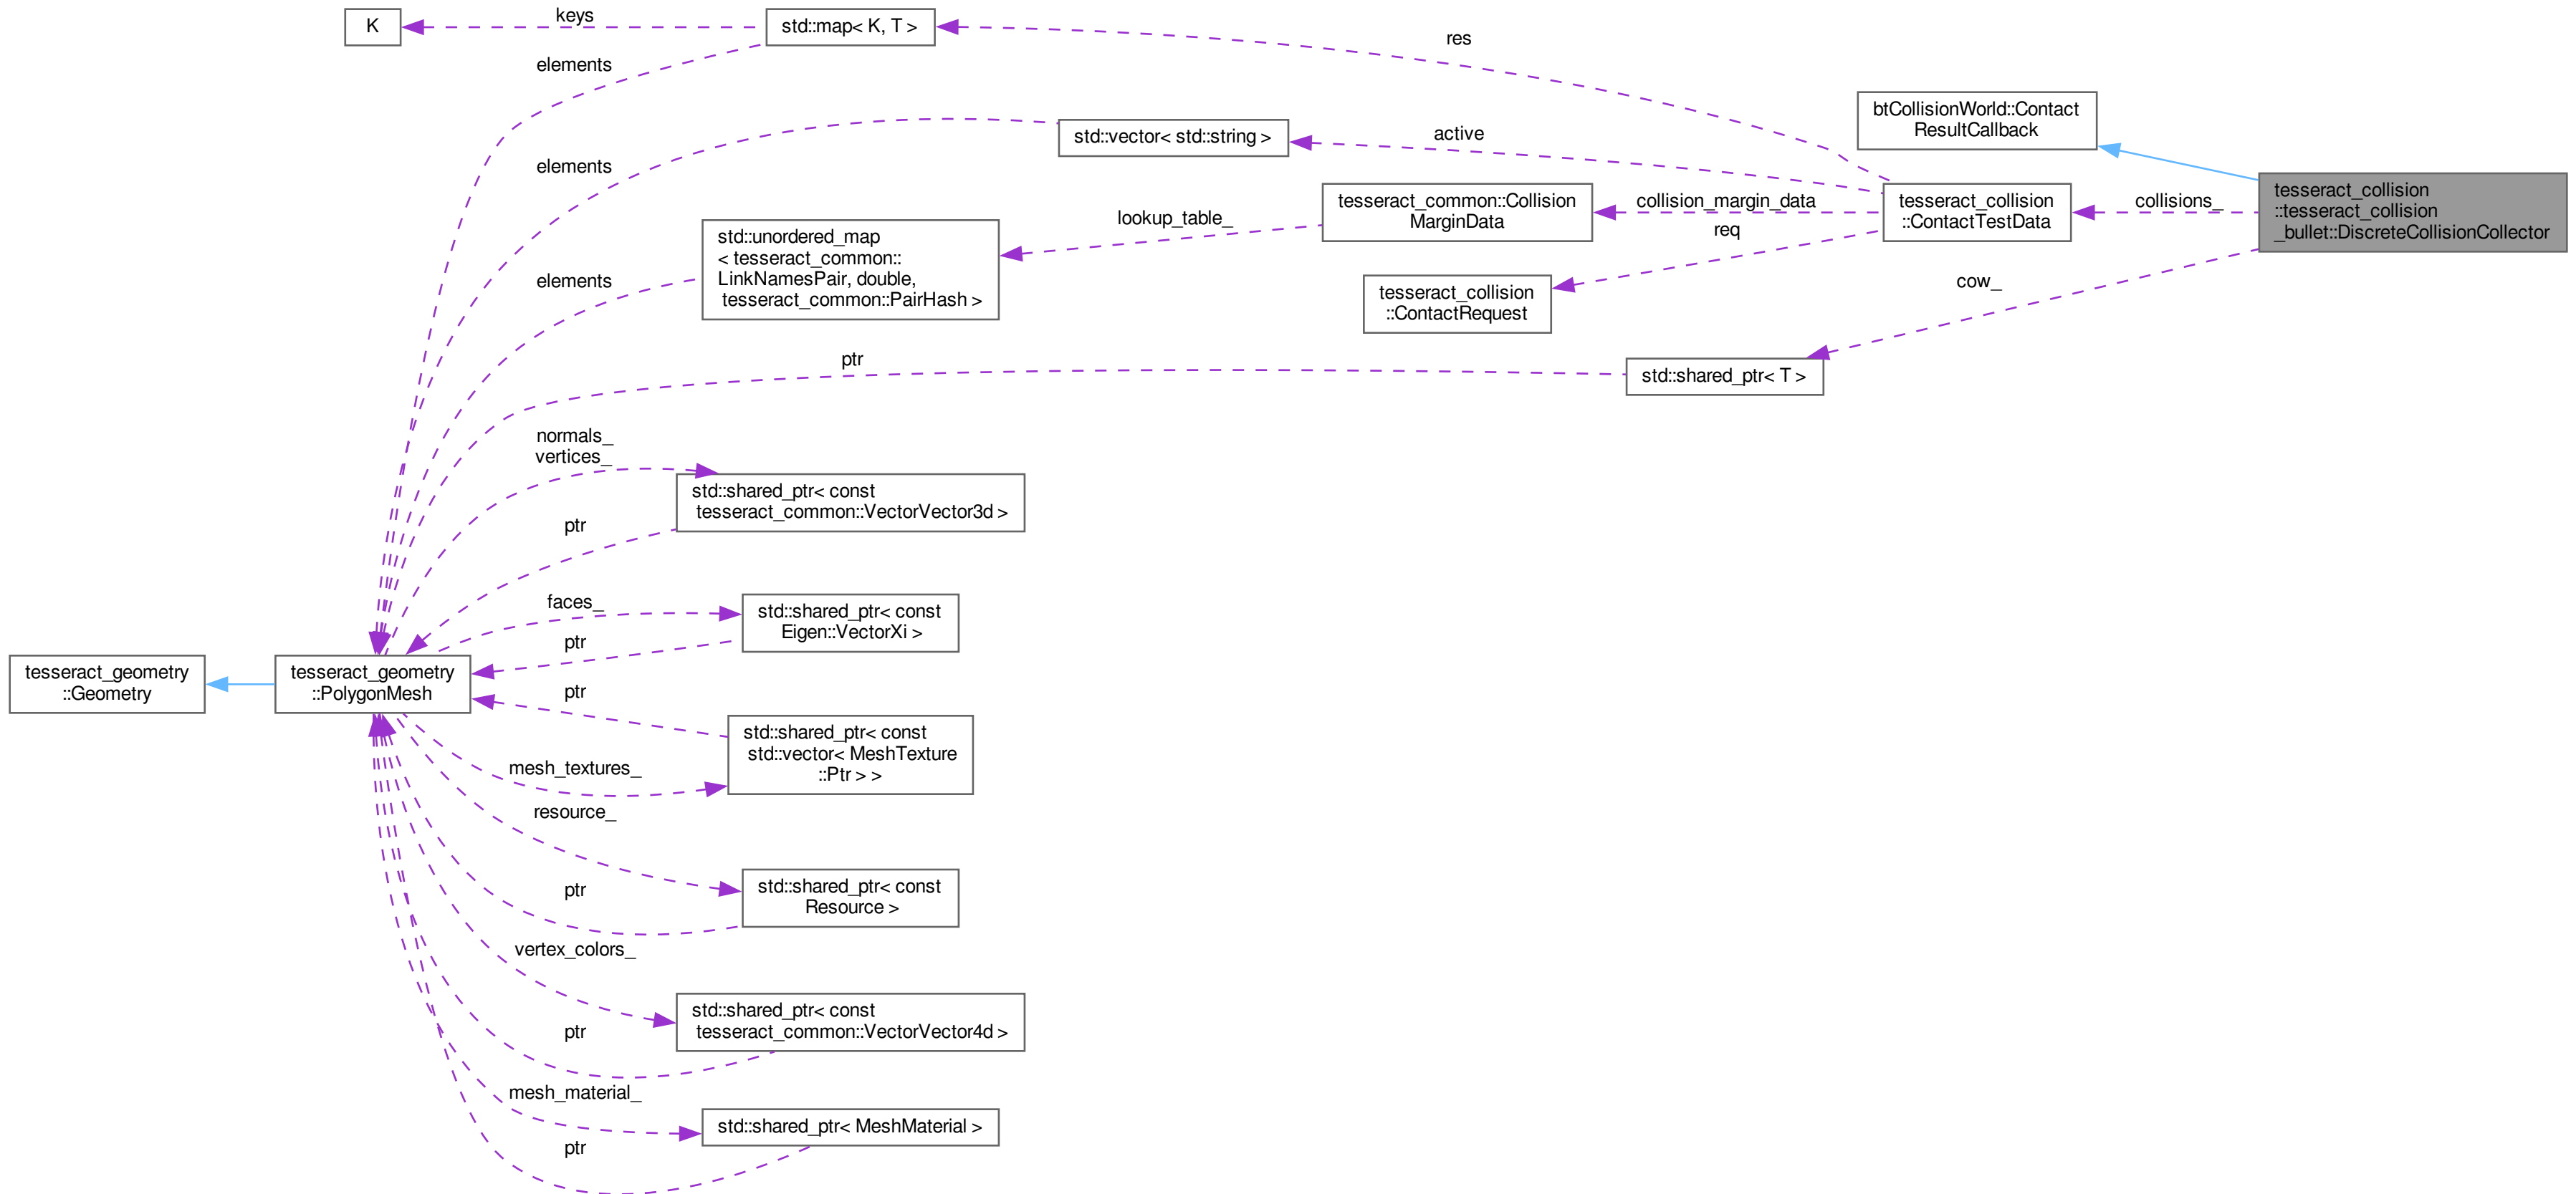 K
keys
std::map< K, T >
res
elements
btCollisionWorld::Contact
ResultCallback
std::vector< std::string >
active
elements
tesseract_collision
::tesseract_collision
_bullet::DiscreteCollisionCollector
collisions_
tesseract_collision
::ContactTestData
collision_margin_data
req
tesseract_common::Collision
MarginData
lookup_table_
std::unordered_map
< tesseract_common::
LinkNamesPair, double,
tesseract_common::PairHash >
elements
tesseract_collision
::ContactRequest
cow_
std::shared_ptr< T >
ptr
normals_
vertices_
std::shared_ptr< const
tesseract_common::VectorVector3d >
ptr
faces_
std::shared_ptr< const
Eigen::VectorXi >
ptr
tesseract_geometry
::Geometry
tesseract_geometry
::PolygonMesh
ptr
std::shared_ptr< const
std::vector< MeshTexture
::Ptr > >
mesh_textures_
resource_
std::shared_ptr< const
Resource >
ptr
vertex_colors_
std::shared_ptr< const
tesseract_common::VectorVector4d >
ptr
mesh_material_
std::shared_ptr< MeshMaterial >
ptr